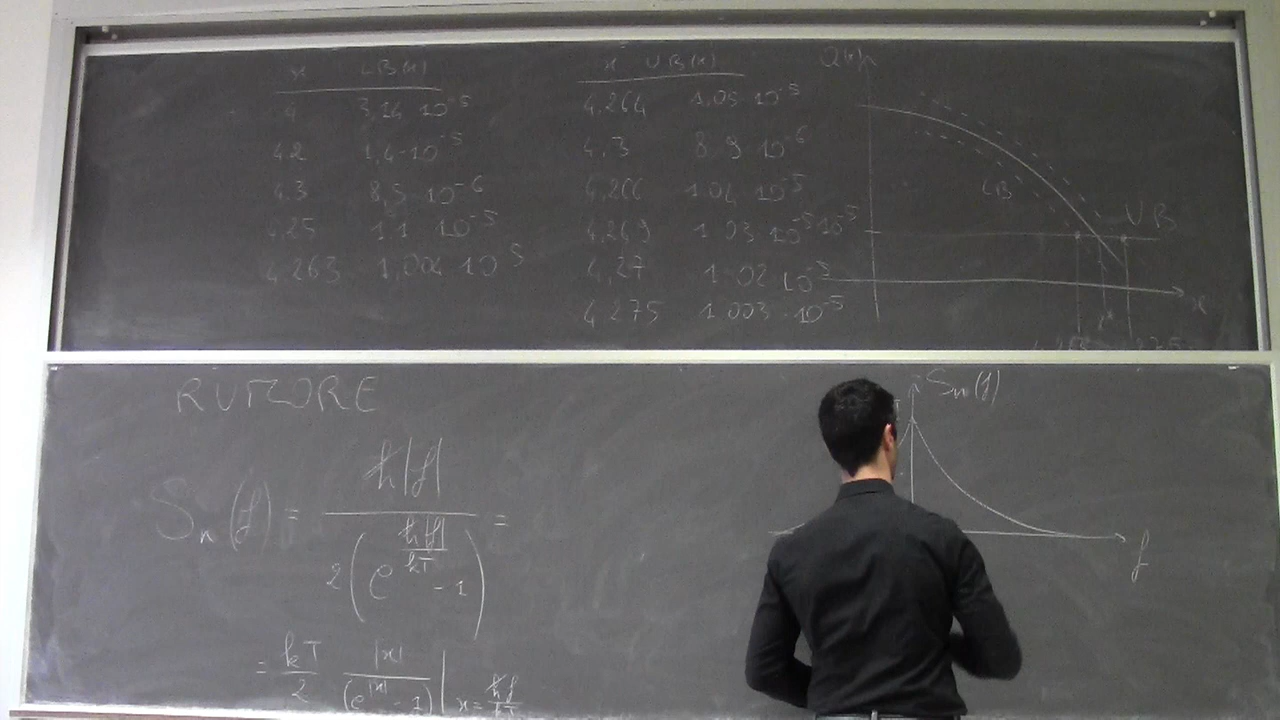 x LB(x)
4 3,14 · 10⁻⁵
4.2 1,4 · 10⁻⁵
4.3 8,5 · 10⁻⁶
4.25 1.1 10⁻⁵
4.263 1,004 · 10⁻⁵
x UB(x)
4.264 1,05 · 10⁻⁵
4.3 8.9 · 10⁻⁶
4.266 1.04 · 10⁻⁵
4.269 1.03 · 10⁻⁵
4,27 1.02 10⁻⁵
4.275 1.003 · 10⁻⁵
Q(x)
LB
UB
10⁻⁵
x
x*
RUMORE
Sₙ(f) = ħ|f| / 2(e^(ħ|f|/kT) - 1) =
= kT/2 |x|/(e^|x| - 1) | x = ħf/kT
Sₙ(f)
f